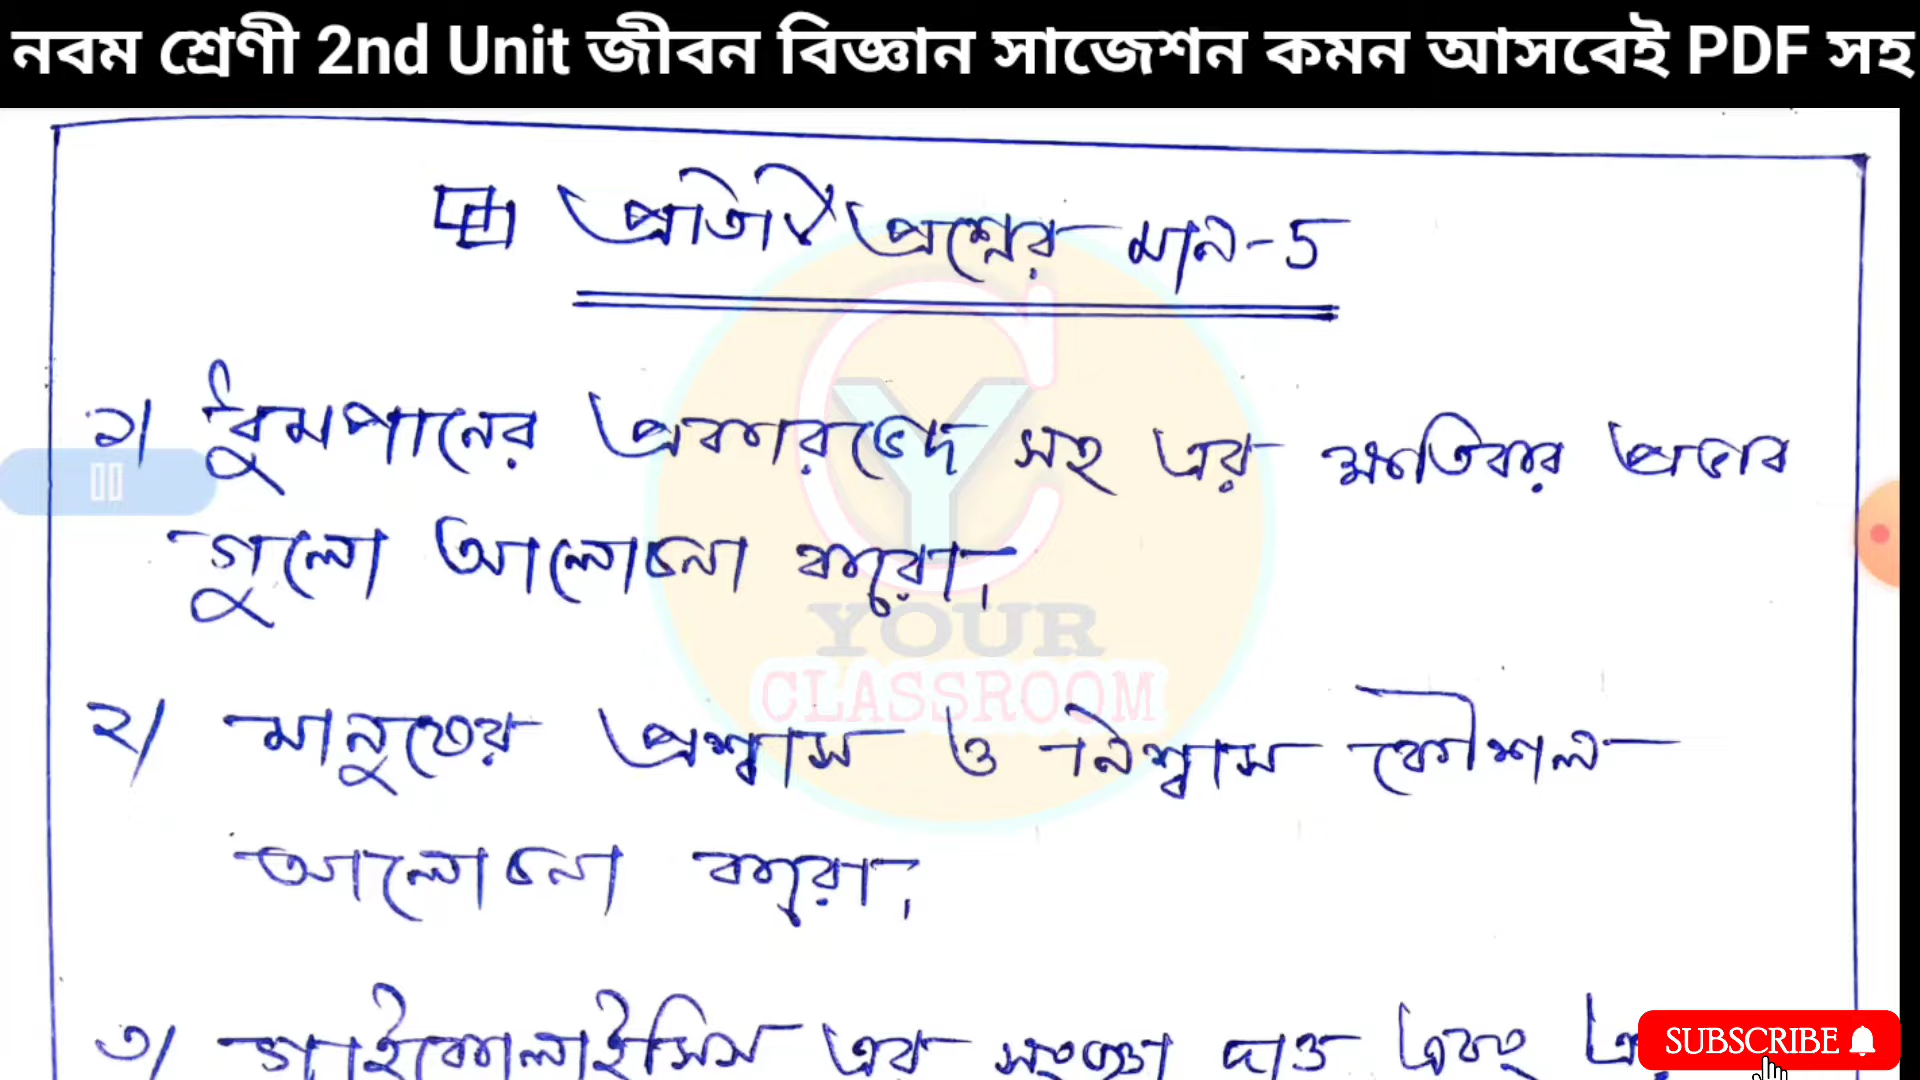 নবম শ্রেণী 2nd Unit জীবন বিজ্ঞান সাজেশন কমন আসবেই PDF সহ
প্রতিটি প্রশ্নের মান-5
১) ধুমপানের প্রকারভেদ সহ এর ক্ষতিকর প্রভাব
গুলো আলোচনা করো।
YOUR
CLASSROOM
২) মানুষের প্রশ্বাস ও নিশ্বাস কৌশল
আলোচনা করো।
৩) গ্লাইকোলাইসিস এর সংজ্ঞা দাও এবং
SUBSCRIBE